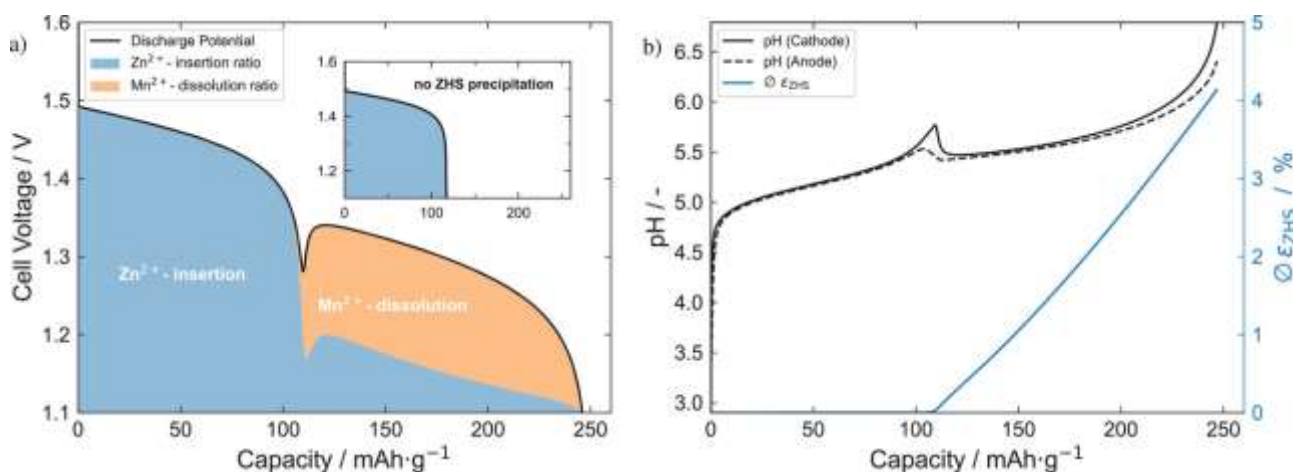 a)
1.6
1.5
1.4
1.3
1.2
1.1
Cell Voltage / V
Discharge Potential
Zn²⁺- insertion ratio
Mn²⁺- dissolution ratio
1.6
1.4
1.2
no ZHS precipitation
0
100
200
Zn²⁺- insertion
Mn²⁺- dissolution
0
50
100
150
200
250
Capacity / mAh·g⁻¹
b)
6.5
6.0
5.5
5.0
4.5
4.0
3.5
3.0
pH / -
pH (Cathode)
pH (Anode)
∅ ε_ZHS
5
4
3
2
1
0
∅ ε_ZHS / %
0
50
100
150
200
250
Capacity / mAh·g⁻¹